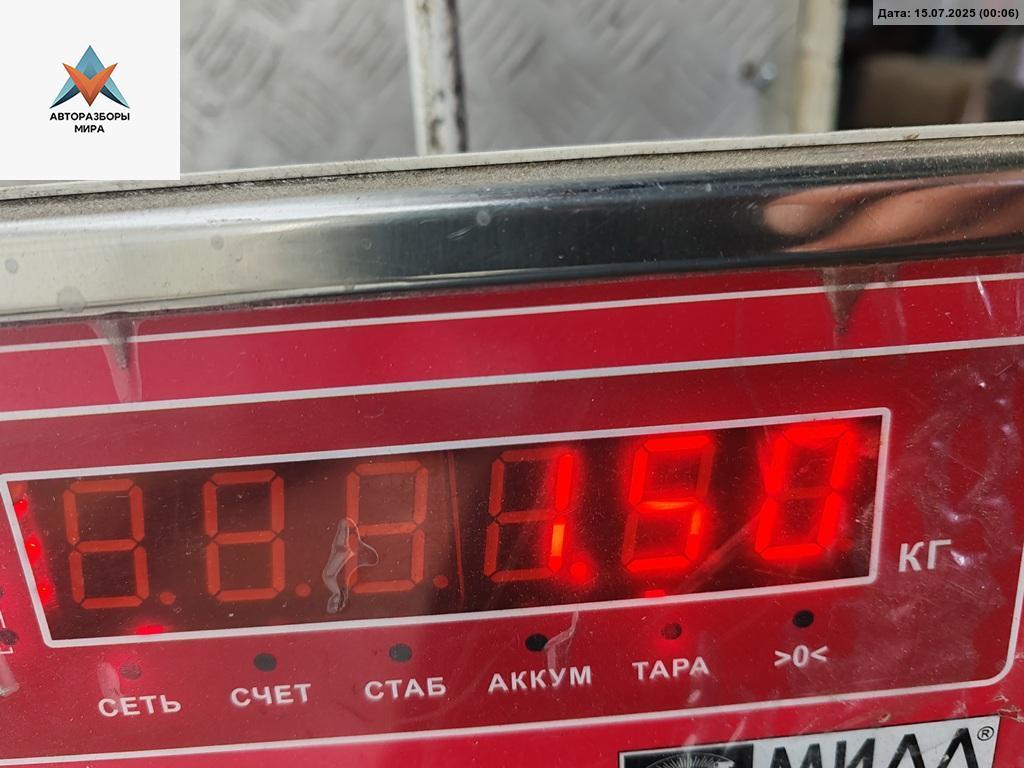 Дата: 15.07.2025 (00:06)
АВТОРАЗБОРЫ
МИРА
1.50
КГ
СЕТЬ СЧЕТ СТАБ АККУМ ТАРА >0<
МИДЛ®